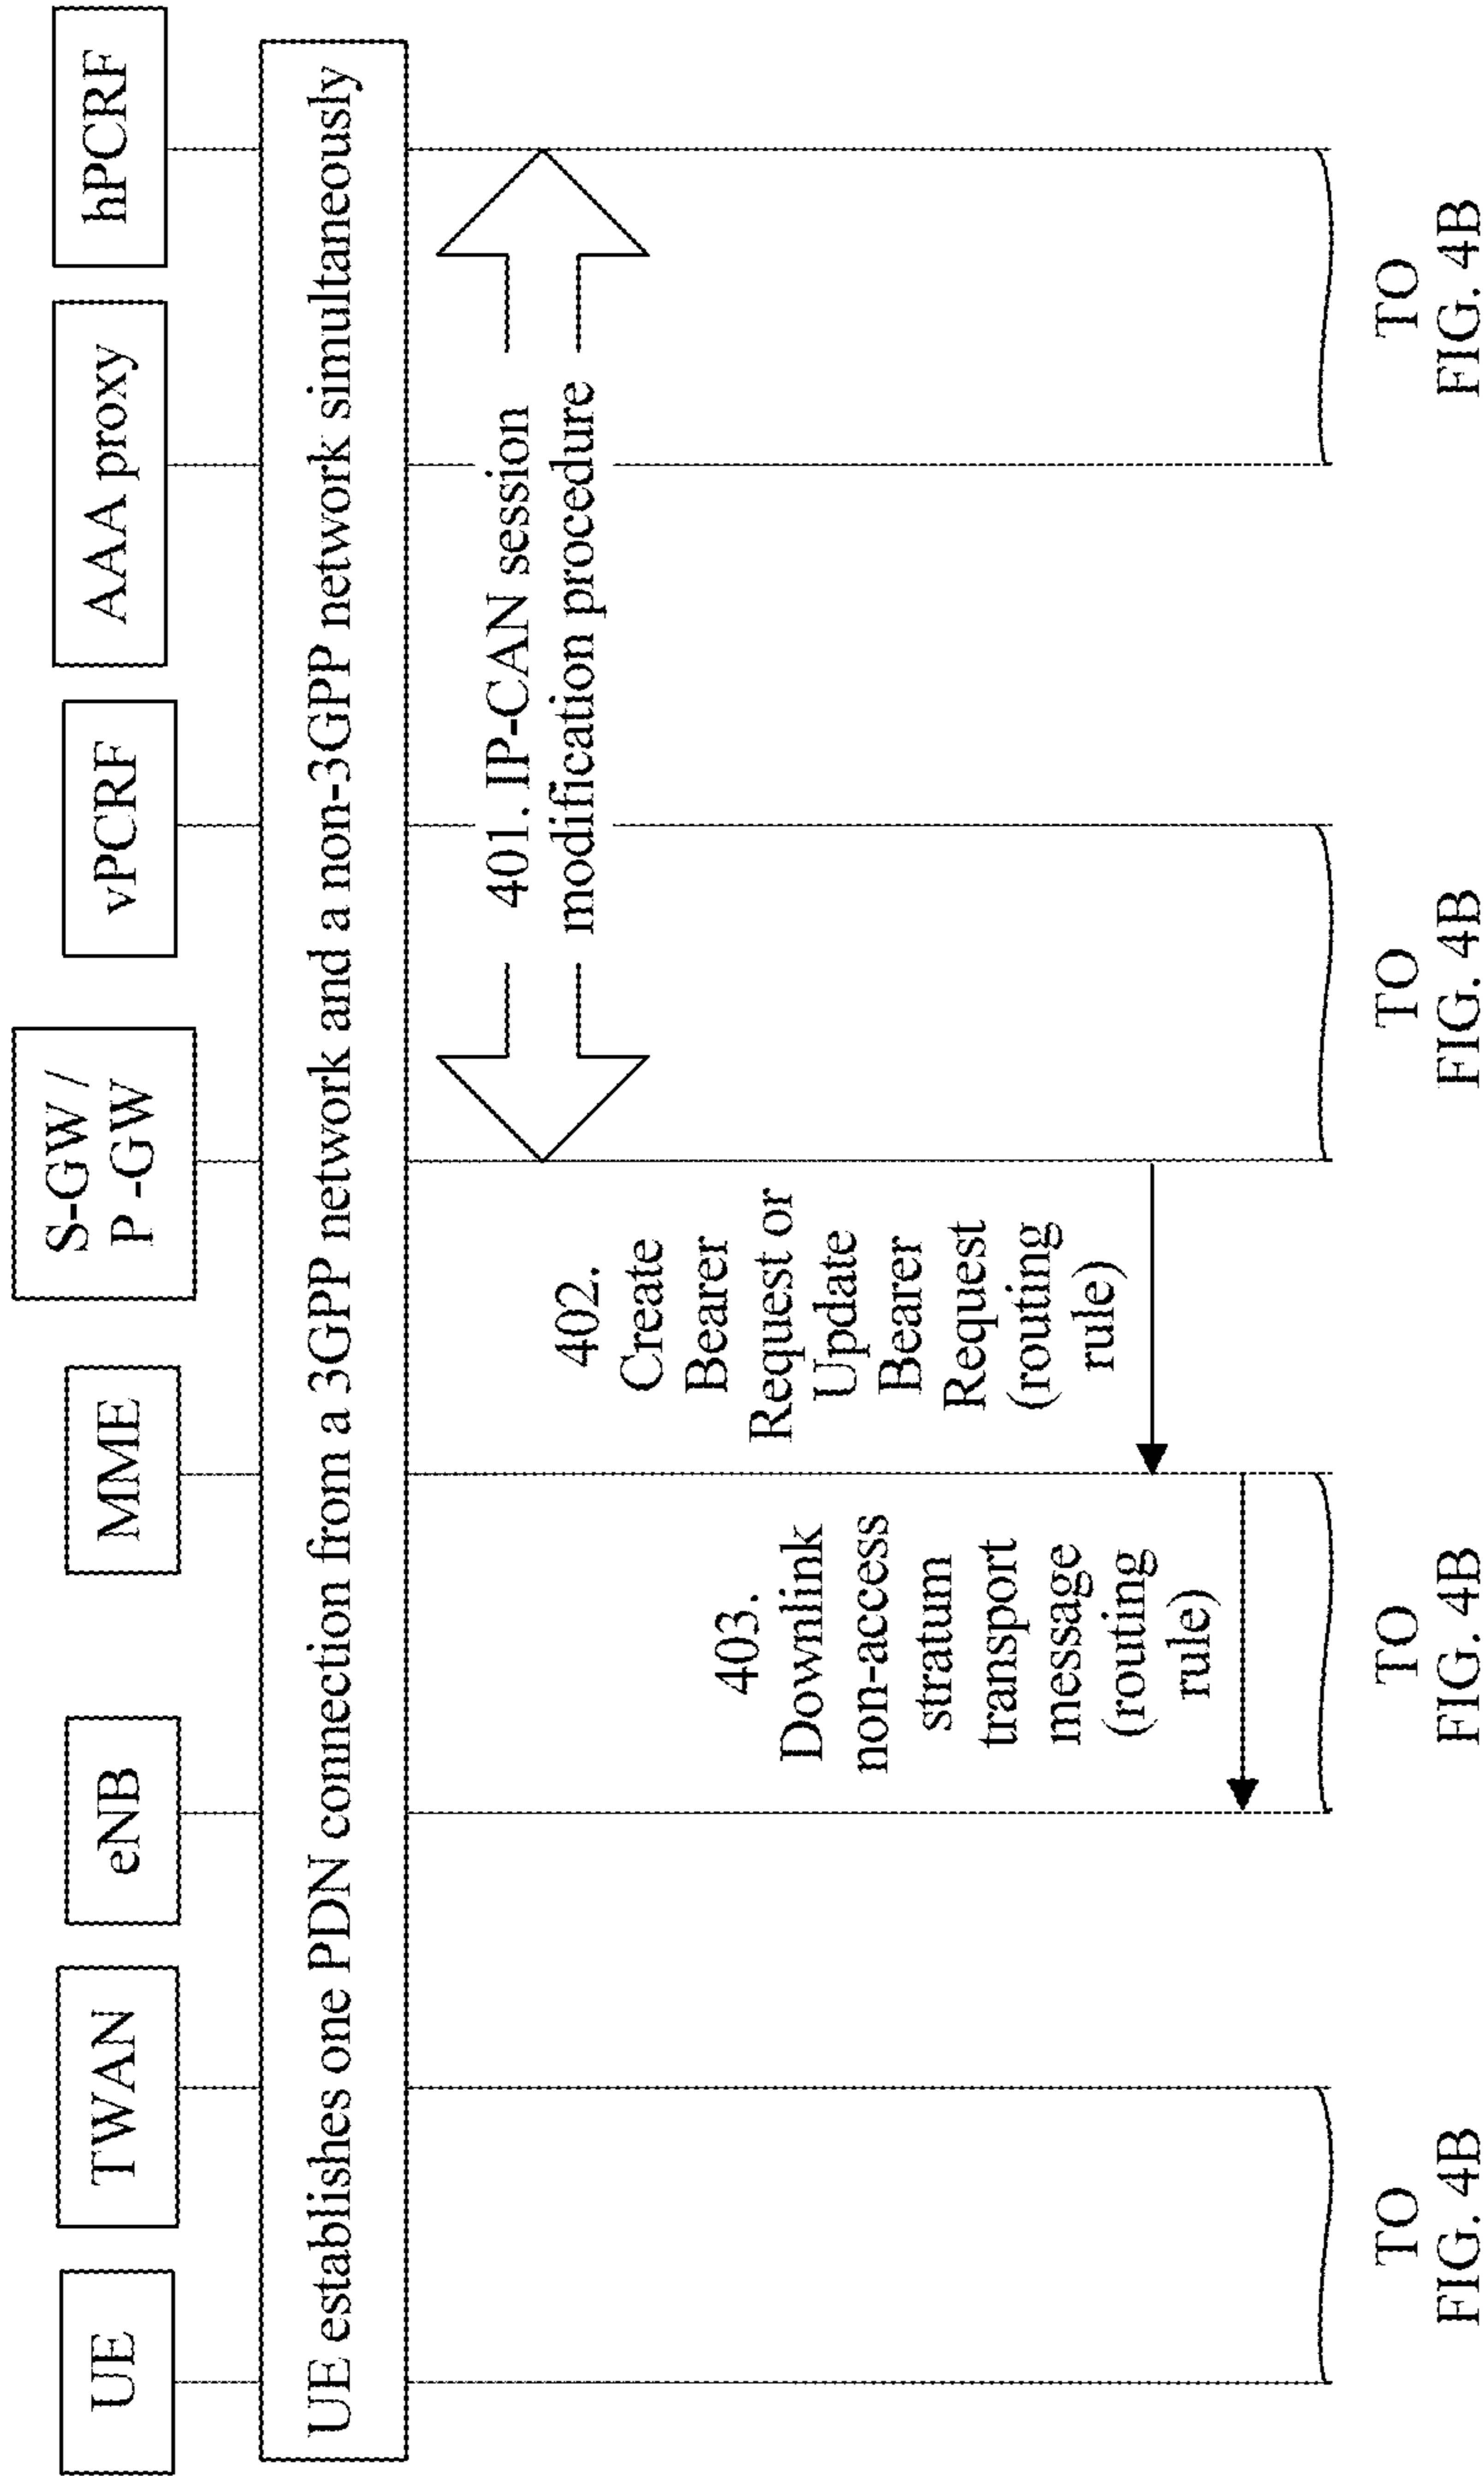 UE
TWAN
eNB
MME
S-GW /
P -GW
vPCRF
AAA proxy
hPCRF
UE establishes one PDN connection from a 3GPP network and a non-3GPP network simultaneously
401. IP-CAN session
modification procedure
402.
Create
Bearer
Request or
Update
Bearer
Request
(routing
rule)
403.
Downlink
non-access
stratum
transport
message
(routing
rule)
TO
FIG. 4B
TO
FIG. 4B
TO
FIG. 4B
TO
FIG. 4B